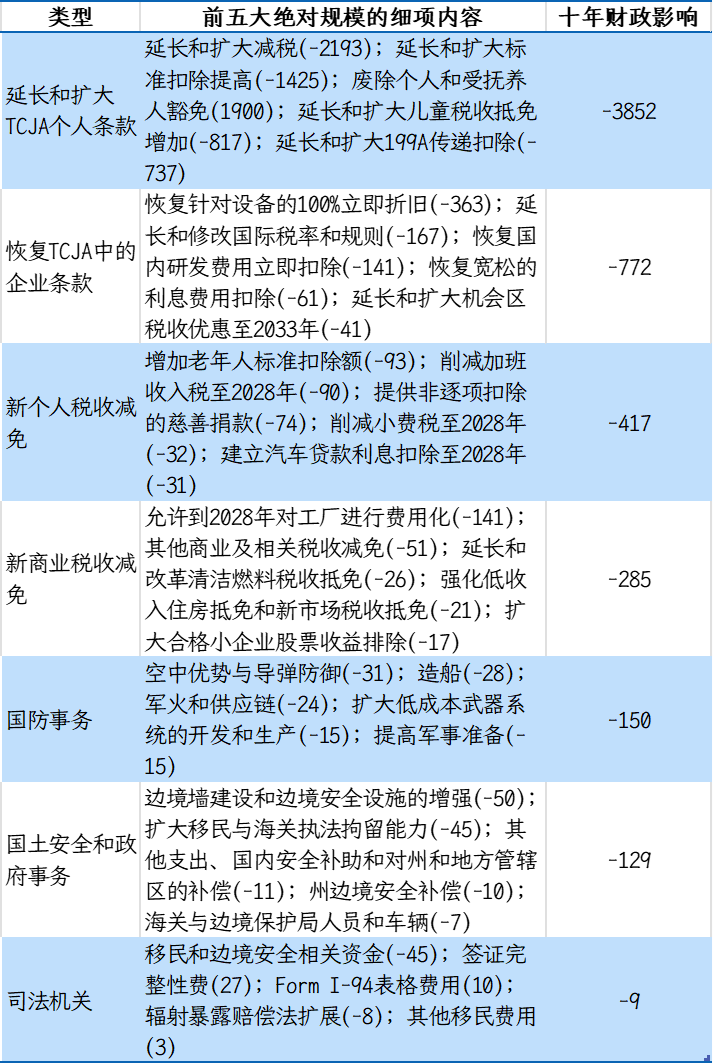 类型 前五大绝对规模的细项内容 十年财政影响
延长和扩大减税(-2193)；延长和扩大标
准扣除提高(-1425)；废除个人和受抚养
延长和扩大 人豁免(1900)；延长和扩大儿童税收抵免 -3852
TCJA个人条款 增加(-817)；延长和扩大199A传递扣除(-
737)
恢复针对设备的100%立即折旧(-363)；延
长和修改国际税率和规则(-167)；恢复国
恢复TCJA中的 内研发费用立即扣除(-141)；恢复宽松的 -772
企业条款 利息费用扣除(-61)；延长和扩大机会区
税收优惠至2033年(-41)
增加老年人标准扣除额(-93)；削减加班
收入税至2028年(-90)；提供非逐项扣除
新个人税收减 的慈善捐款(-74)；削减小费税至2028年 -417
免 (-32)；建立汽车贷款利息扣除至2028年
(-31)
允许到2028年对工厂进行费用化(-141)；
其他商业及相关税收减免(-51)；延长和
新商业税收减 改革清洁燃料税收抵免(-26)；强化低收 -285
免 入住房抵免和新市场税收抵免(-21)；扩
大合格小企业股票收益排除(-17)
空中优势与导弹防御(-31)；造船(-28)；
国防事务 军火和供应链(-24)；扩大低成本武器系 -150
统的开发和生产(-15)；提高军事准备(-
15)
边境墙建设和边境安全设施的增强(-50)；
扩大移民与海关执法拘留能力(-45)；其
国土安全和政 他支出、国内安全补助和对州和地方管辖 -129
府事务 区的补偿(-11)；州边境安全补偿(-10)；
海关与边境保护局人员和车辆(-7)
移民和边境安全相关资金(-45)；签证完
司法机关 整性费(27)；Form I-94表格费用(10)； -9
辐射暴露赔偿法扩展(-8)；其他移民费用
(3)